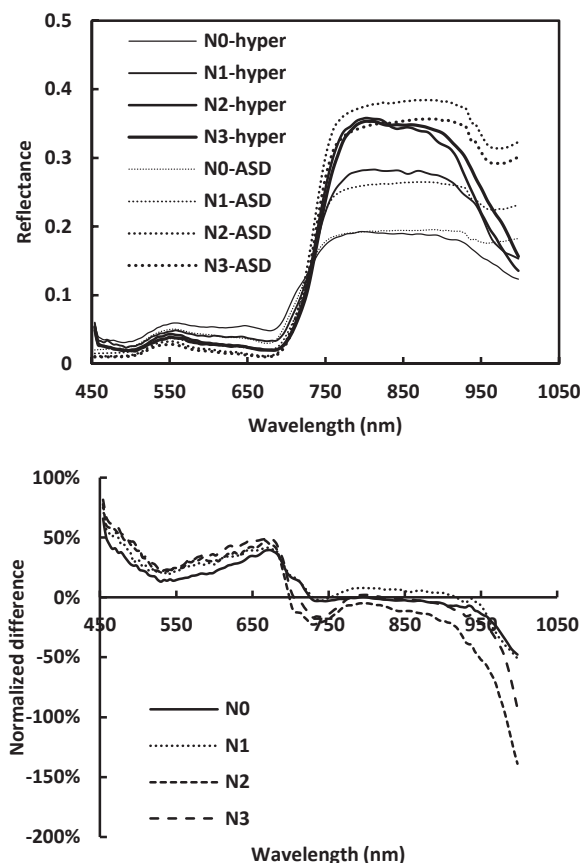 0.5
0.4
0.3
0.2
0.1
0
Reflectance
N0-hyper
N1-hyper
N2-hyper
N3-hyper
N0-ASD
N1-ASD
N2-ASD
N3-ASD
450 550 650 750 850 950 1050
Wavelength (nm)
100%
50%
0%
-50%
-100%
-150%
-200%
Normalized difference
450 550 650 750 850 950 1050
N0
N1
N2
N3
Wavelength (nm)